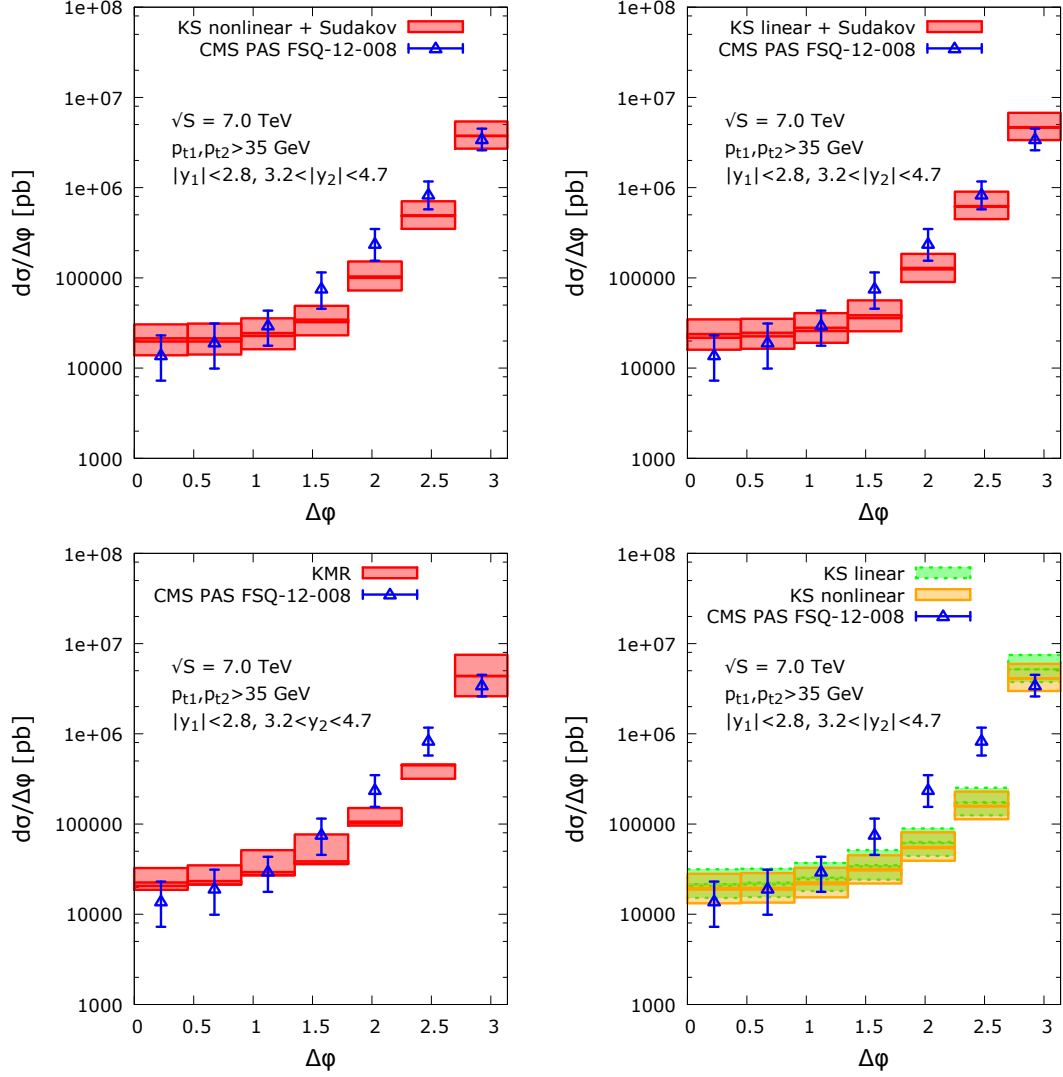 KS nonlinear + Sudakov
CMS PAS FSQ-12-008
√S = 7.0 TeV
pt1,pt2>35 GeV
|y1|<2.8, 3.2<|y2|<4.7
dσ/Δφ [pb]
1e+08
1e+07
1e+06
100000
10000
1000
0 0.5 1 1.5 2 2.5 3
Δφ
KS linear + Sudakov
CMS PAS FSQ-12-008
√S = 7.0 TeV
pt1,pt2>35 GeV
|y1|<2.8, 3.2<|y2|<4.7
dσ/Δφ [pb]
1e+08
1e+07
1e+06
100000
10000
1000
0 0.5 1 1.5 2 2.5 3
Δφ
KMR
CMS PAS FSQ-12-008
√S = 7.0 TeV
pt1,pt2>35 GeV
|y1|<2.8, 3.2<y2<4.7
dσ/Δφ [pb]
1e+08
1e+07
1e+06
100000
10000
1000
0 0.5 1 1.5 2 2.5 3
Δφ
KS linear
KS nonlinear
CMS PAS FSQ-12-008
√S = 7.0 TeV
pt1,pt2>35 GeV
|y1|<2.8, 3.2<|y2|<4.7
dσ/Δφ [pb]
1e+08
1e+07
1e+06
100000
10000
1000
0 0.5 1 1.5 2 2.5 3
Δφ